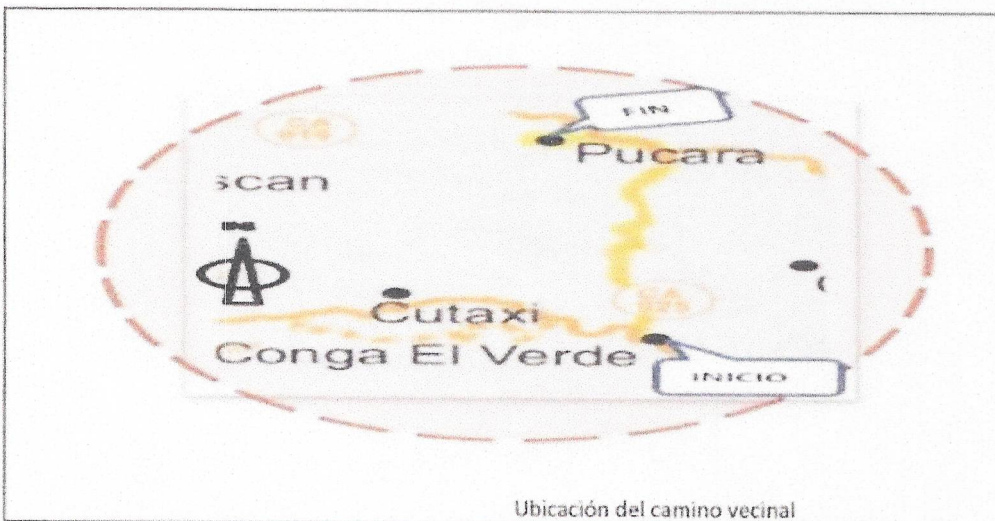 FIN
Pucara
scan
Cutaxi
Conga El Verde
INICIO
Ubicación del camino vecinal